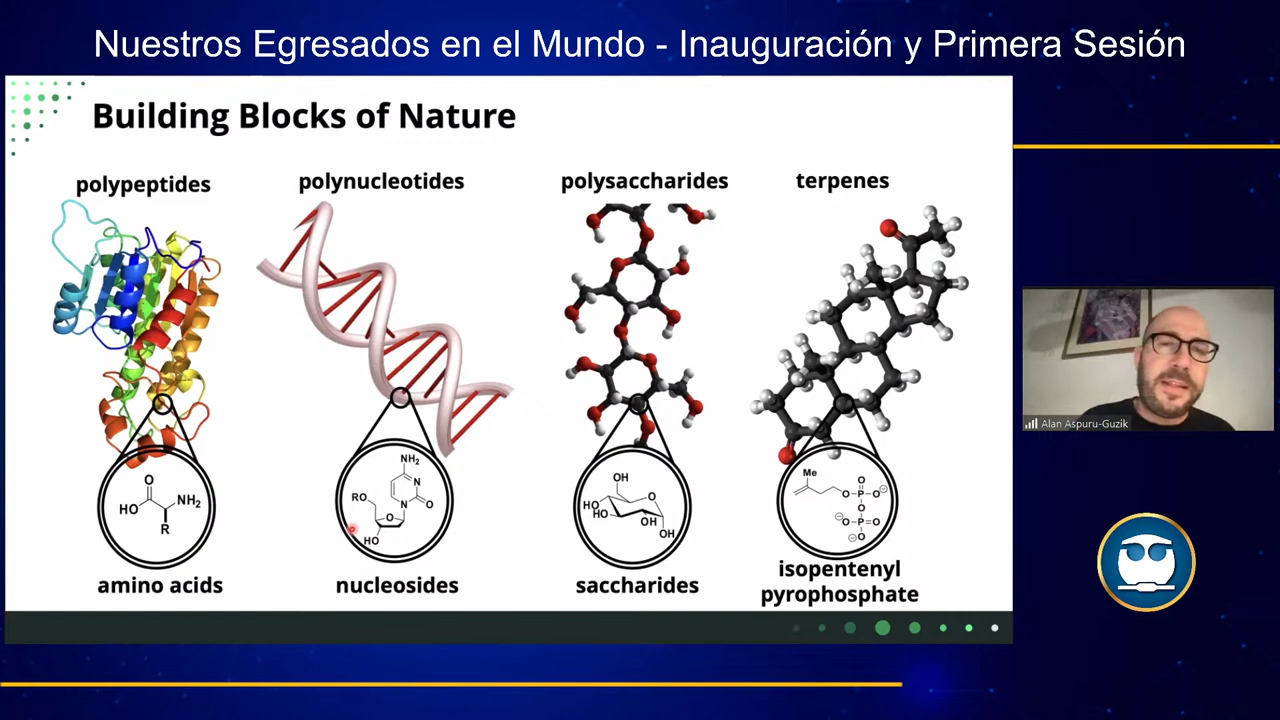 Nuestros Egresados en el Mundo - Inauguración y Primera Sesión
Building Blocks of Nature
polypeptides
polynucleotides
polysaccharides
terpenes
O
HO
NH₂
R
NH₂
N
RO
N
O
O
HO
OH
HO
HO
O
OH
OH
Me
O
O
P
O
⊖
O
⊖
O
P
O
O
⊖
amino acids
nucleosides
saccharides
isopentenyl
pyrophosphate
Alan Aspuru-Guzik